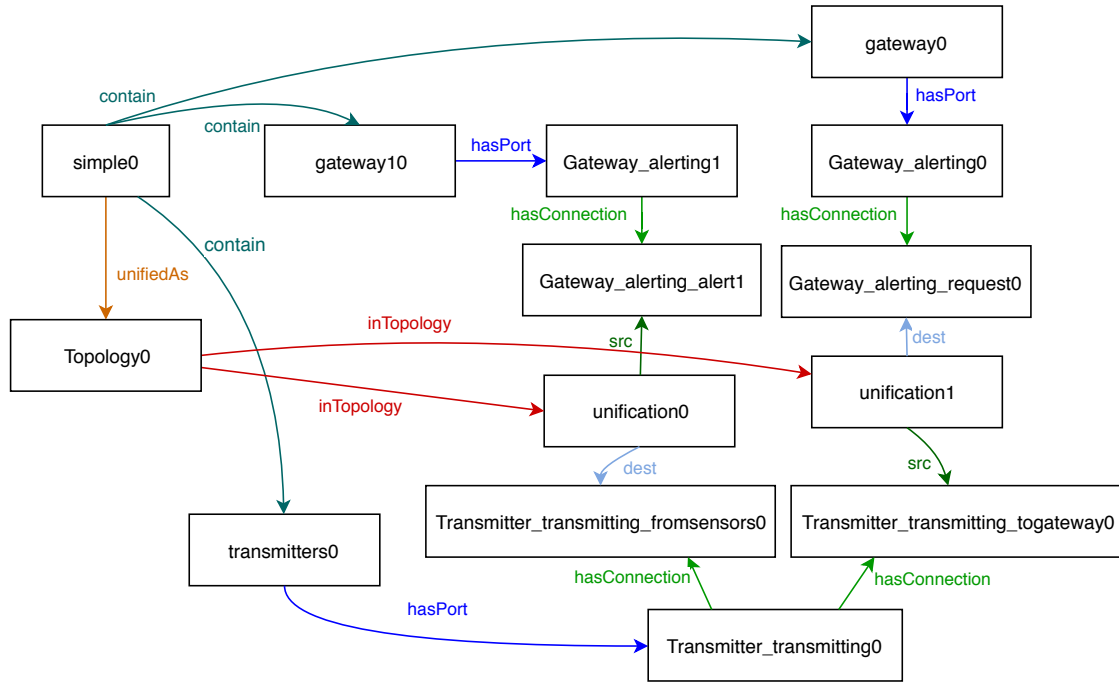 gateway0
contain
hasPort
contain
simple0
gateway10
hasPort
Gateway_alerting1
Gateway_alerting0
hasConnection
hasConnection
contain
unifiedAs
Gateway_alerting_alert1
Gateway_alerting_request0
inTopology
src
dest
Topology0
inTopology
unification0
unification1
dest
src
Transmitter_transmitting_fromsensors0
Transmitter_transmitting_togateway0
transmitters0
hasConnection
hasConnection
hasPort
Transmitter_transmitting0